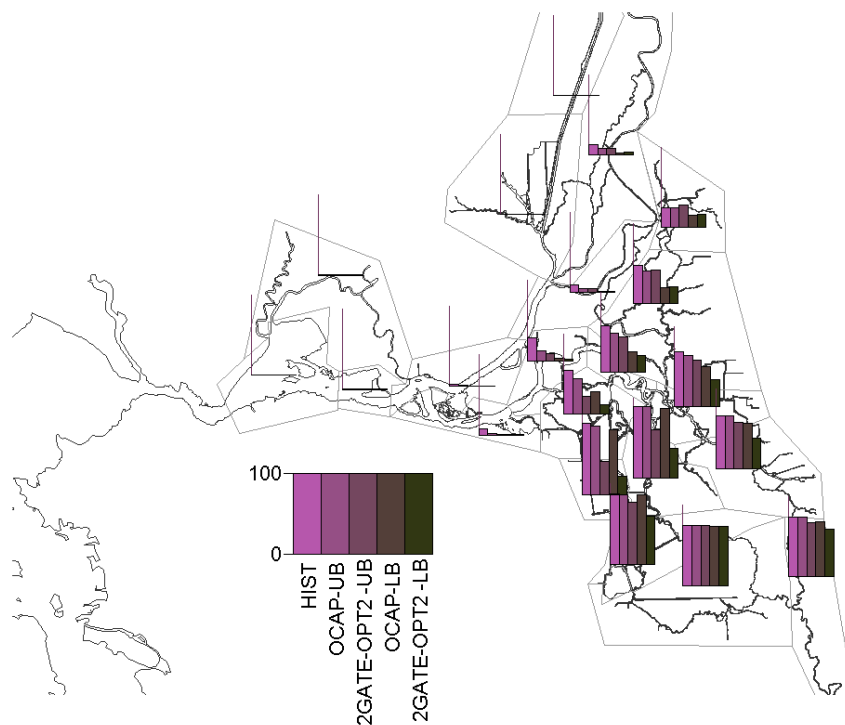 100
0
HIST
OCAP-UB
2GATE-OPT2 -UB
OCAP-LB
2GATE-OPT2 -LB